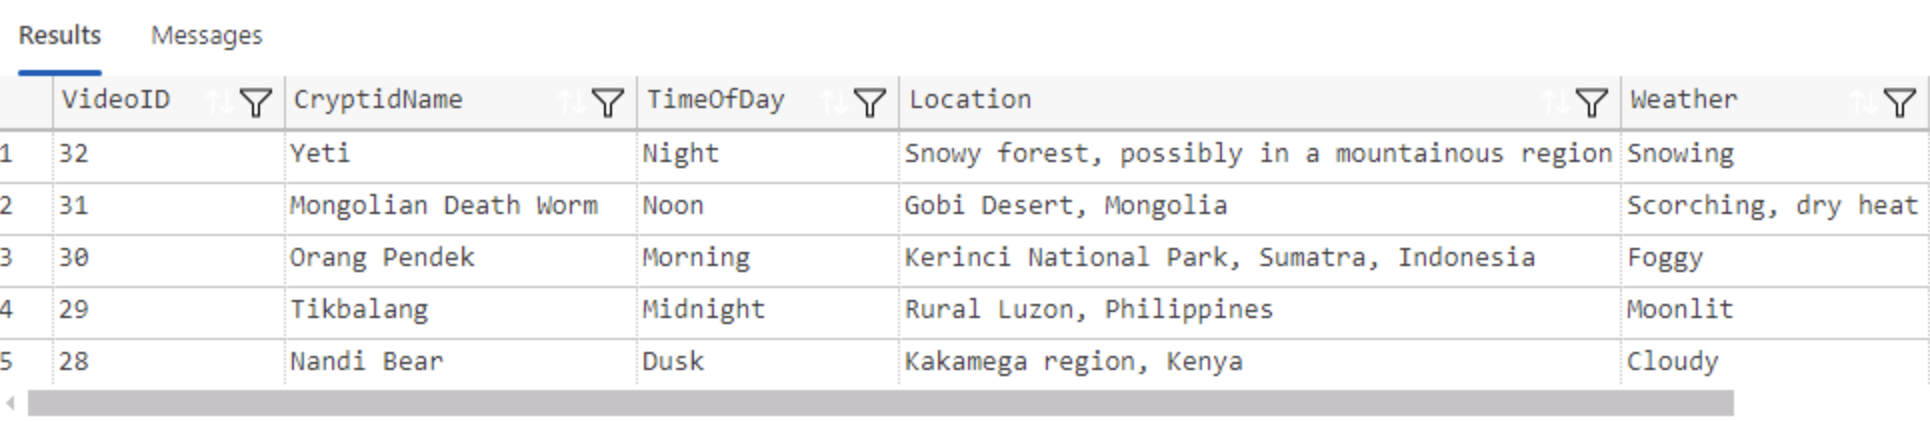 Results Messages
VideoID CryptidName TimeOfDay Location Weather
1 32 Yeti Night Snowy forest, possibly in a mountainous region Snowing
2 31 Mongolian Death Worm Noon Gobi Desert, Mongolia Scorching, dry heat
3 30 Orang Pendek Morning Kerinci National Park, Sumatra, Indonesia Foggy
4 29 Tikbalang Midnight Rural Luzon, Philippines Moonlit
5 28 Nandi Bear Dusk Kakamega region, Kenya Cloudy